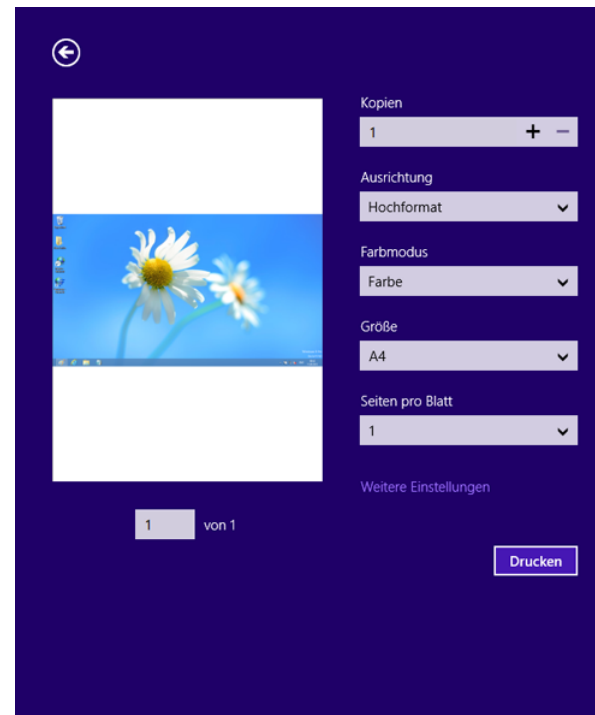 Kopien
1
Ausrichtung
Hochformat
Farbmodus
Farbe
Größe
A4
Seiten pro Blatt
1
Weitere Einstellungen
1 von 1
Drucken